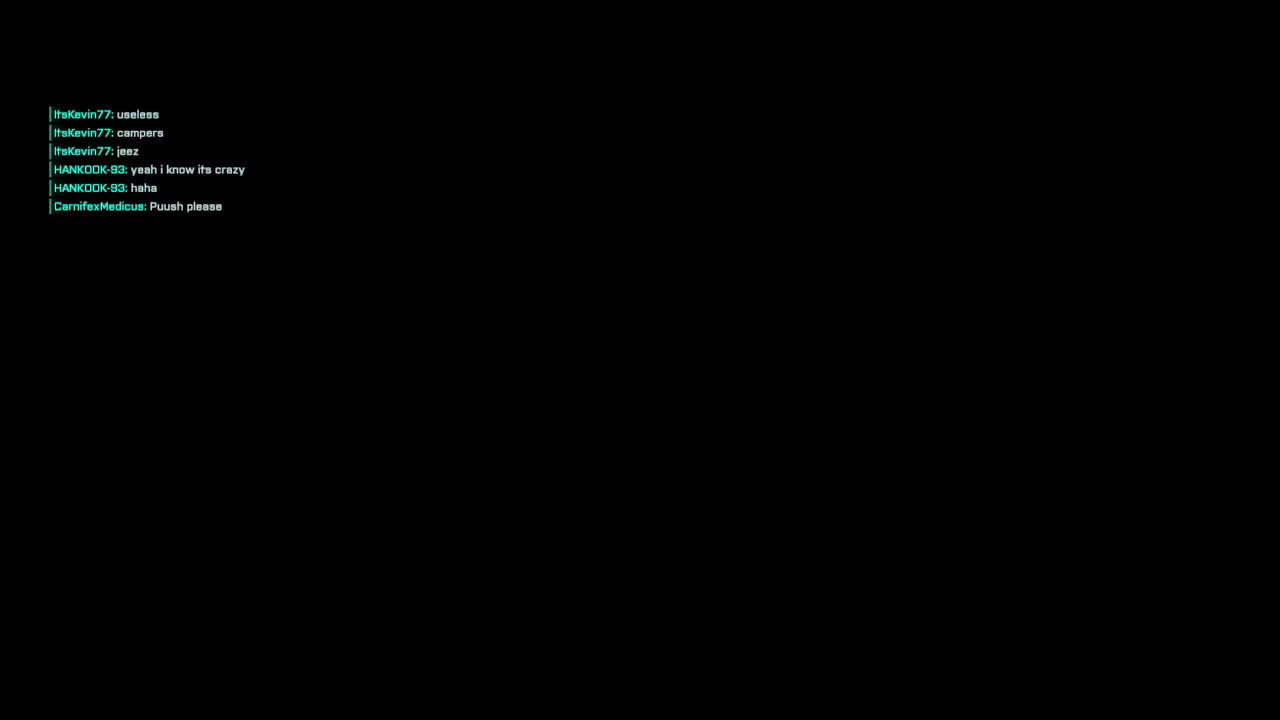 ItsKevin77: useless
ItsKevin77: campers
ItsKevin77: jeez
HANKOOK-93: yeah i know its crazy
HANKOOK-93: haha
CarnifexMedicus: Puush please